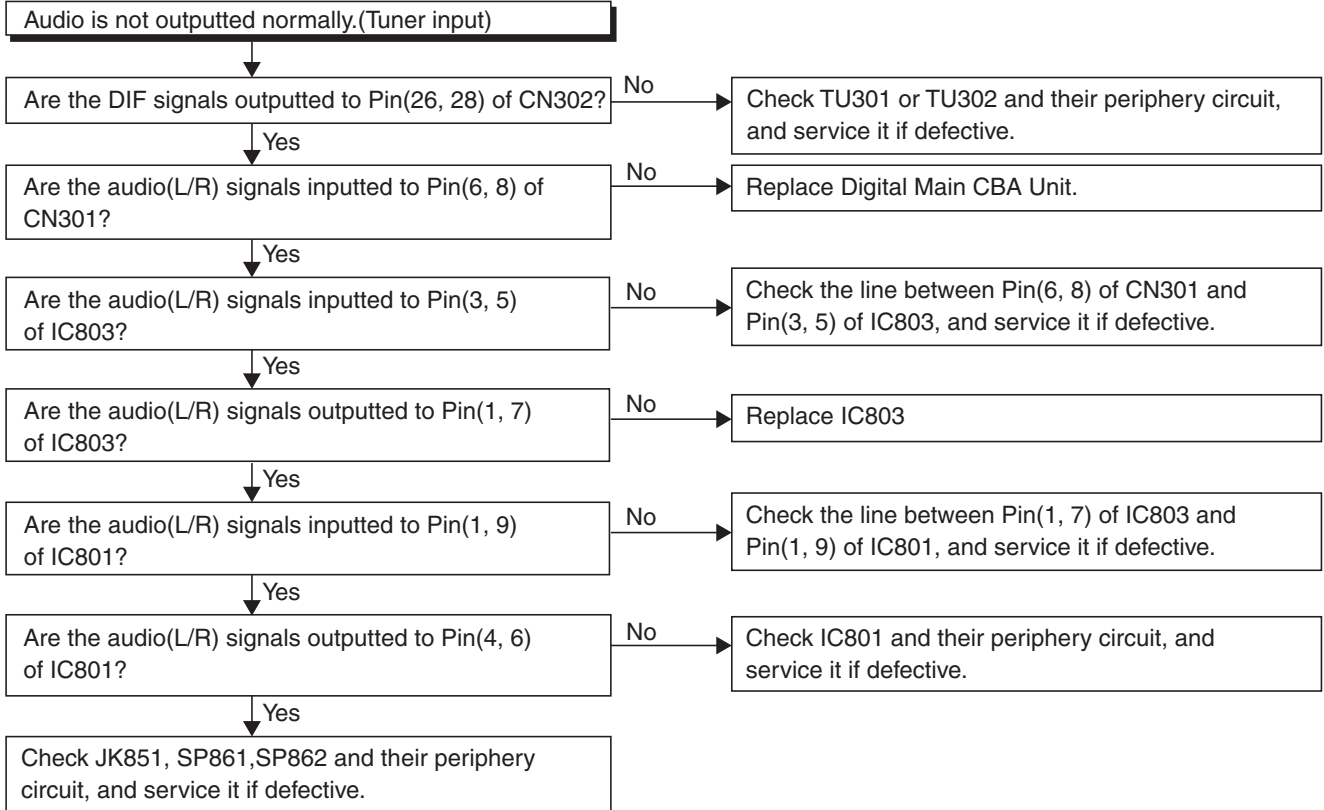 Audio is not outputted normally.(Tuner input)
Are the DIF signals outputted to Pin(26, 28) of CN302?
No
Check TU301 or TU302 and their periphery circuit,
and service it if defective.
Yes
Are the audio(L/R) signals inputted to Pin(6, 8) of
CN301?
No
Replace Digital Main CBA Unit.
Yes
Are the audio(L/R) signals inputted to Pin(3, 5)
of IC803?
No
Check the line between Pin(6, 8) of CN301 and
Pin(3, 5) of IC803, and service it if defective.
Yes
Are the audio(L/R) signals outputted to Pin(1, 7)
of IC803?
No
Replace IC803
Yes
Are the audio(L/R) signals inputted to Pin(1, 9)
of IC801?
No
Check the line between Pin(1, 7) of IC803 and
Pin(1, 9) of IC801, and service it if defective.
Yes
Are the audio(L/R) signals outputted to Pin(4, 6)
of IC801?
No
Check IC801 and their periphery circuit, and
service it if defective.
Yes
Check JK851, SP861,SP862 and their periphery
circuit, and service it if defective.